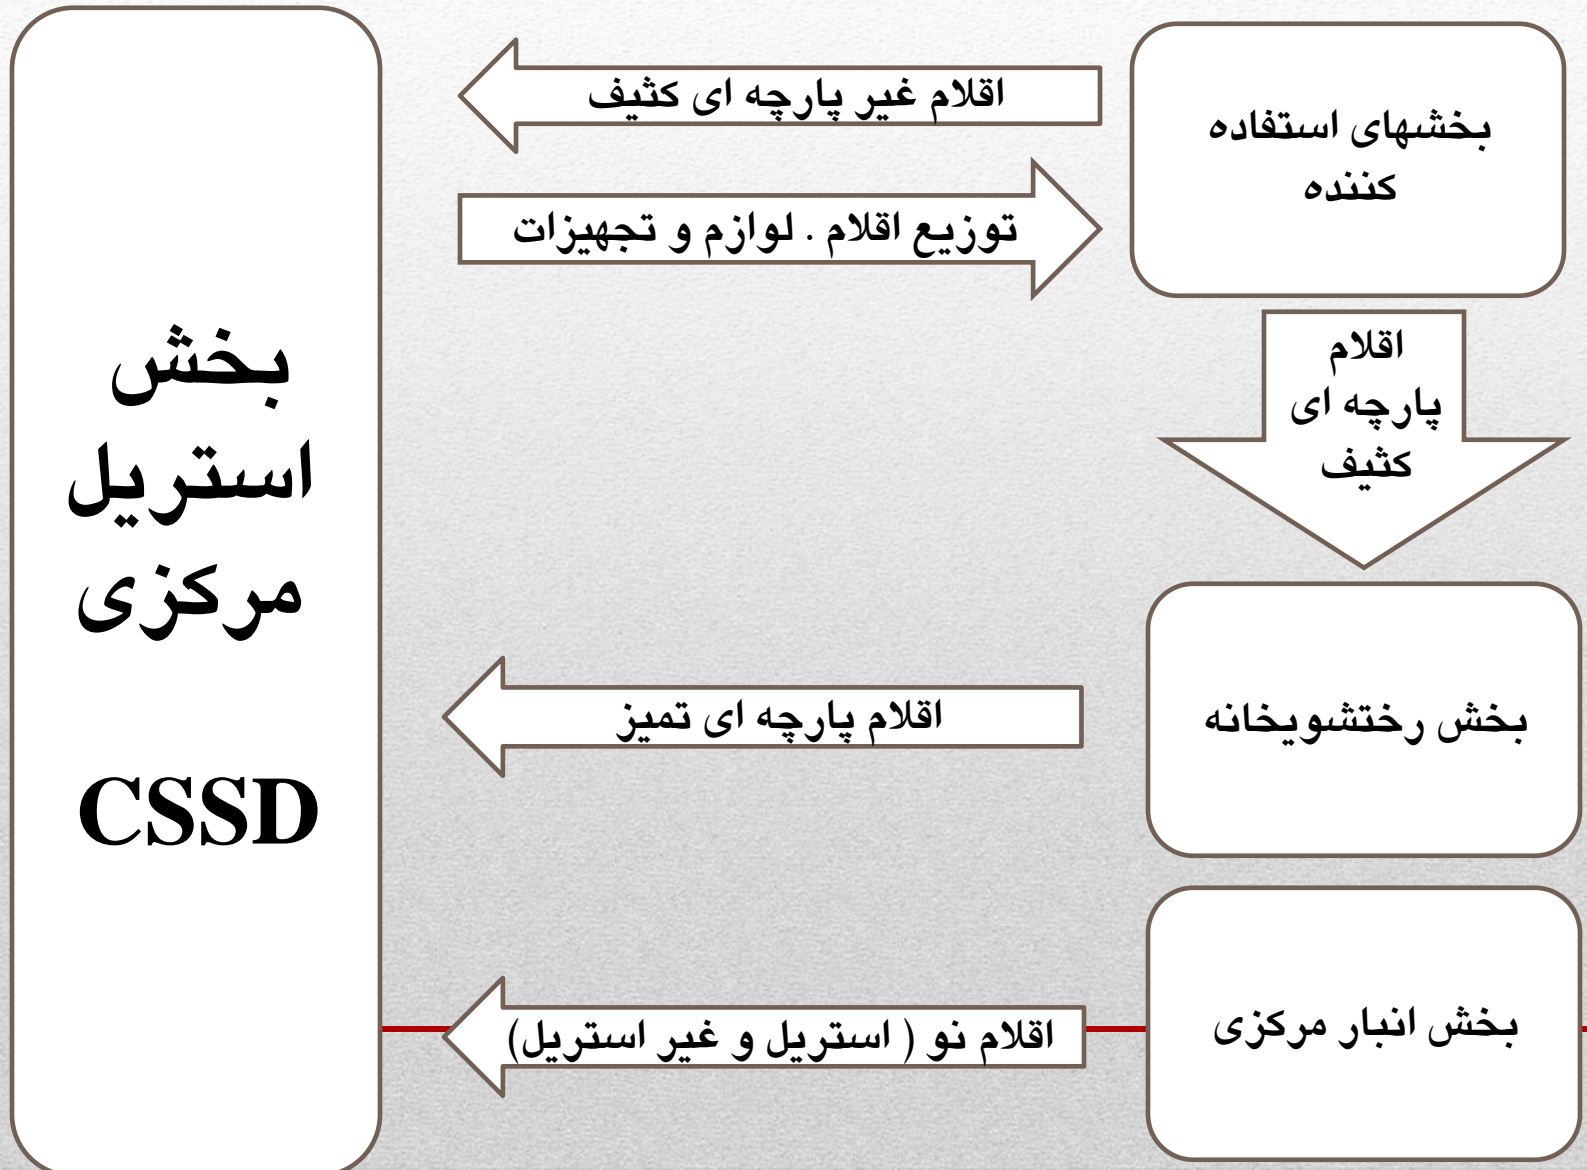 اقلام غیر پارچه ای کثیف
بخشهای استفاده
کننده
توزیع اقلام . لوازم و تجهیزات
اقلام
پارچه ای
کثیف
بخش
استریل
مرکزی
CSSD
بخش رختشویخانه
اقلام پارچه ای تمیز
بخش انبار مرکزی
اقلام نو ( استریل و غیر استریل)